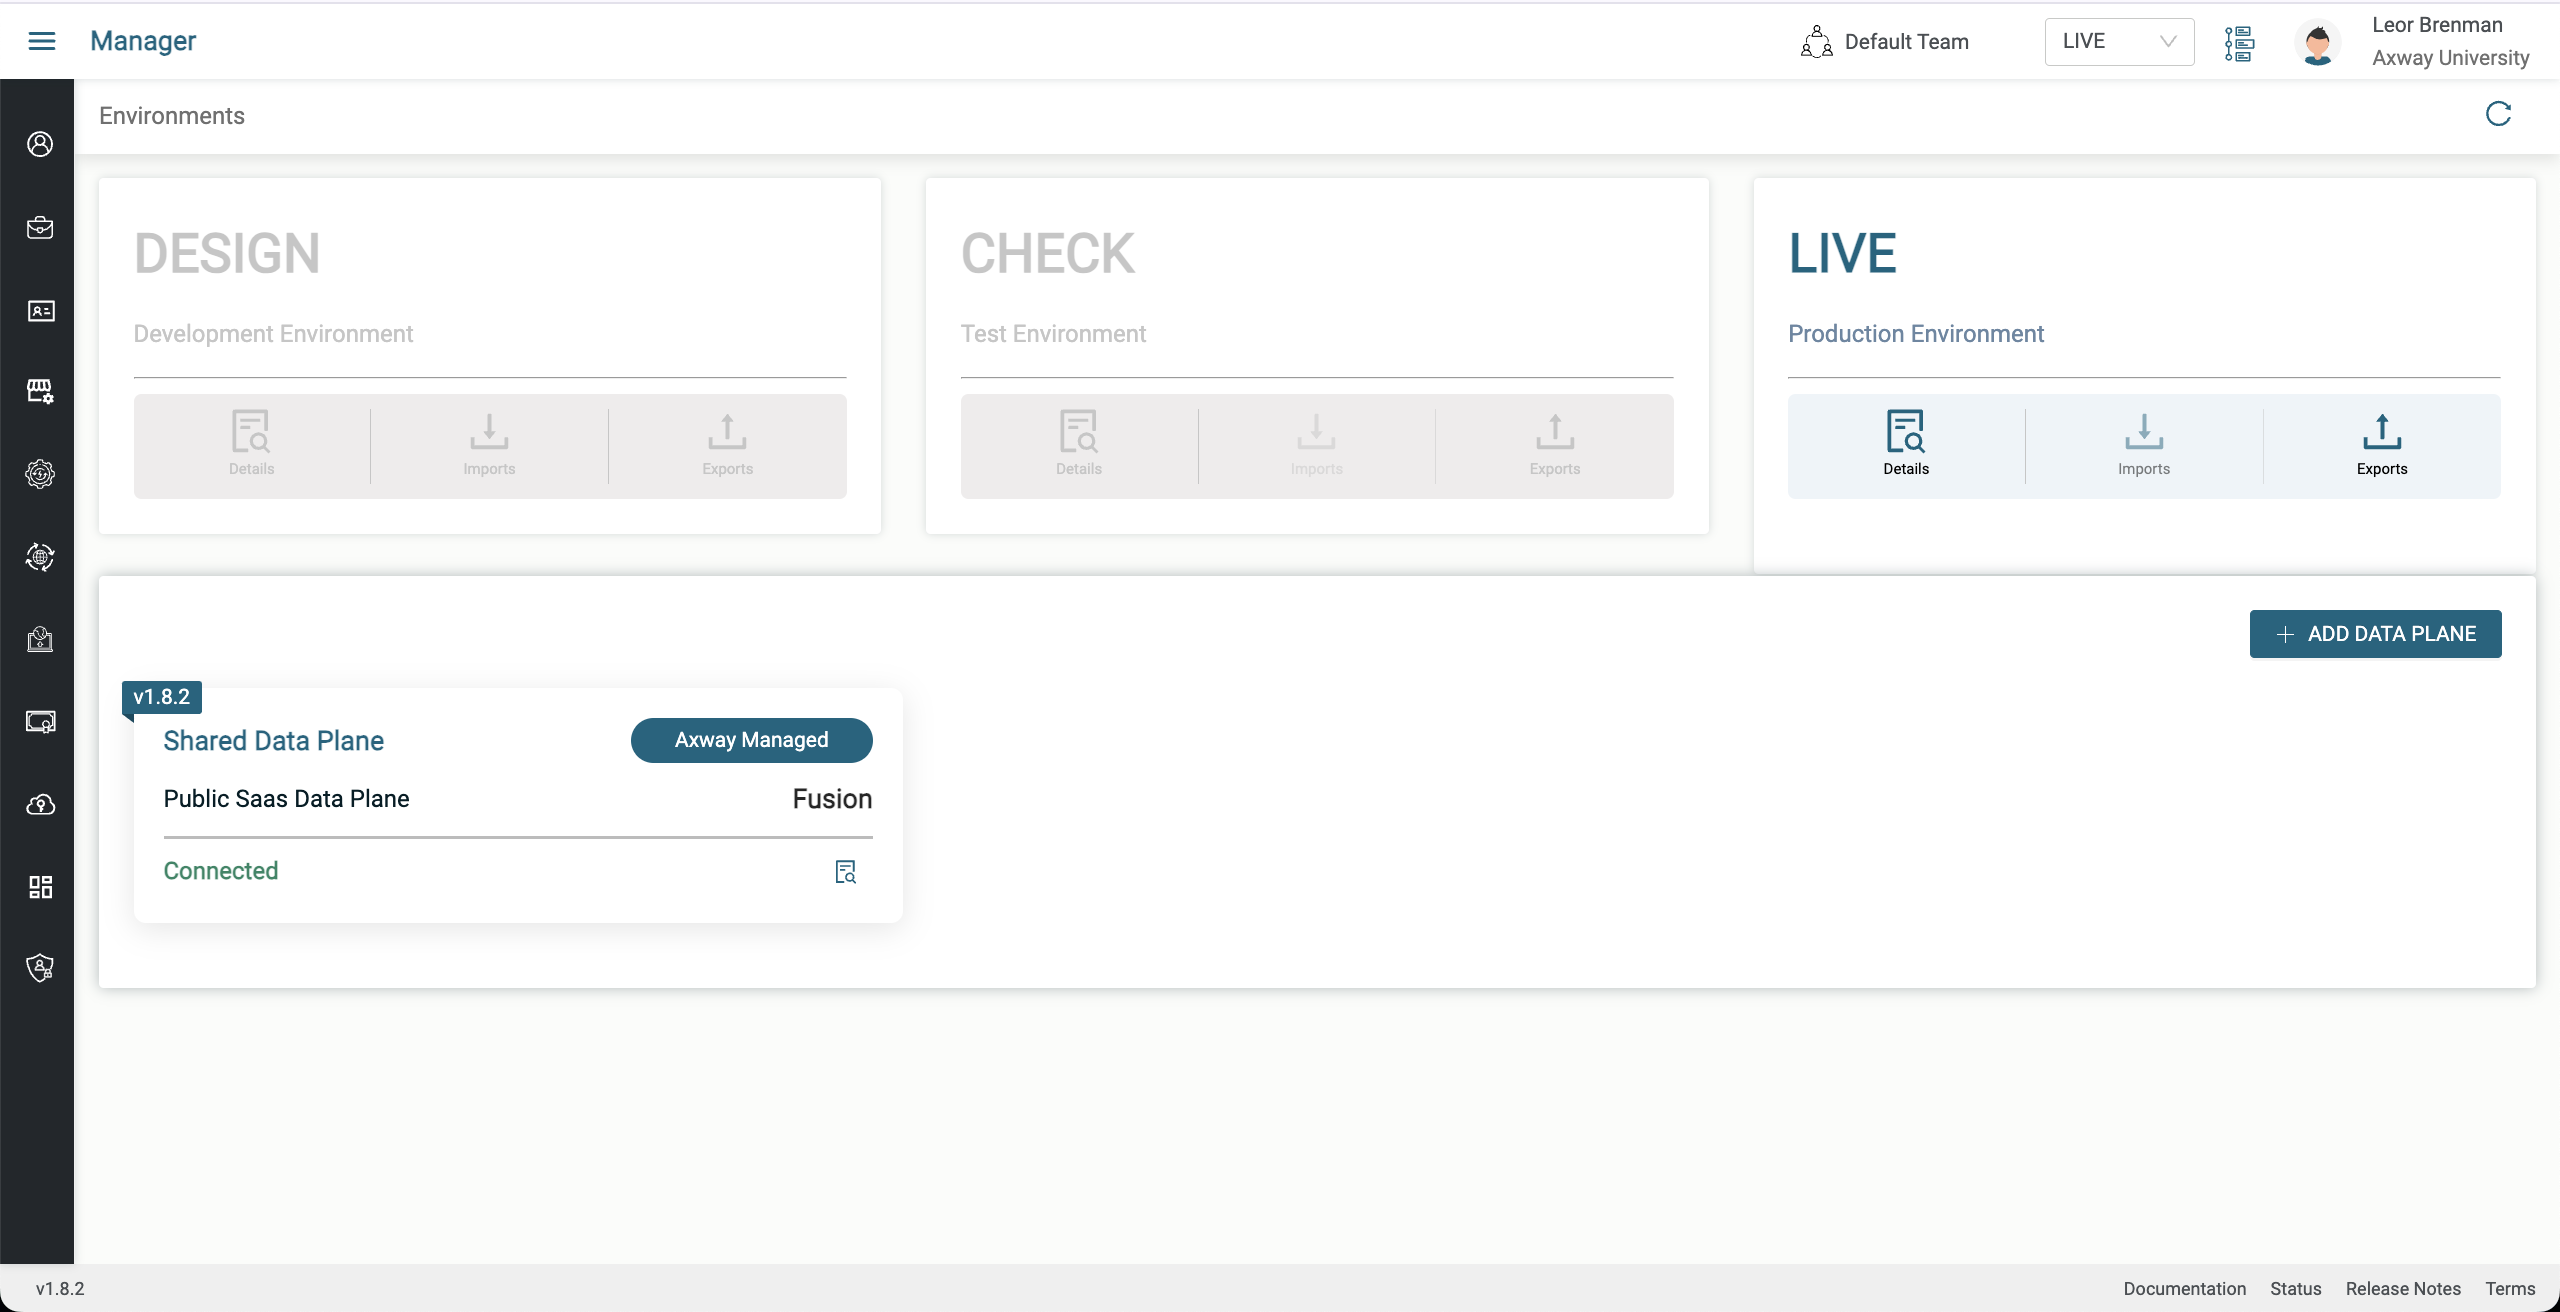 Manager
Default Team
LIVE
Leor Brenman
Axway University
Environments
DESIGN
Development Environment
Details
Imports
Exports
CHECK
Test Environment
Details
Imports
Exports
LIVE
Production Environment
Details
Imports
Exports
ADD DATA PLANE
v1.8.2
Shared Data Plane
Axway Managed
Public Saas Data Plane
Fusion
Connected
v1.8.2
Documentation
Status
Release Notes
Terms